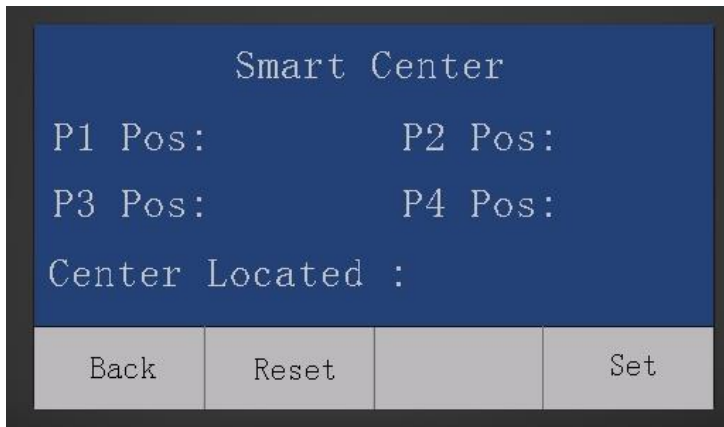 Smart Center
P1 Pos: P2 Pos:
P3 Pos: P4 Pos:
Center Located :
Back Reset Set